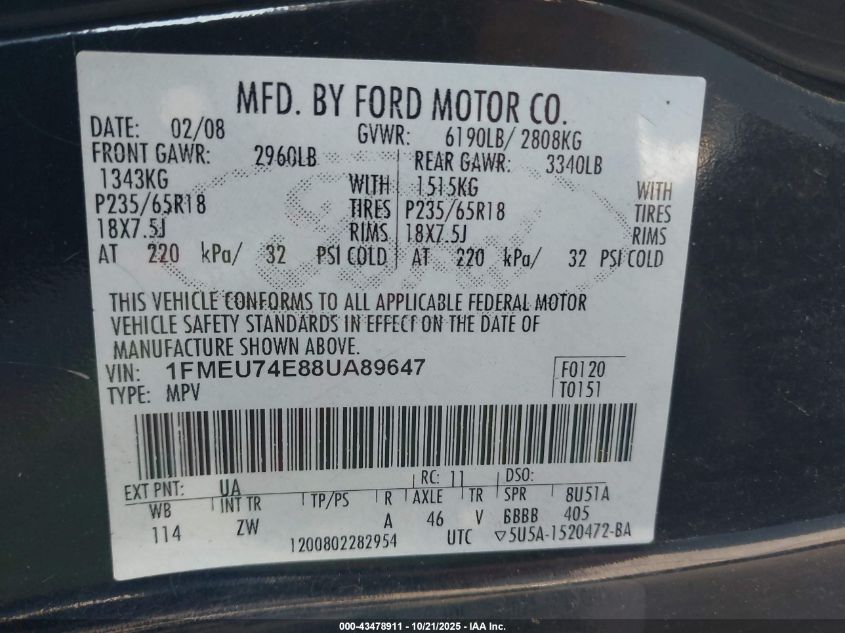 MFD. BY FORD MOTOR CO.
DATE: 02/08 GVWR: 6190LB/ 2808KG
FRONT GAWR: 2960LB REAR GAWR: 3340LB
1343KG WITH 1515KG WITH
P235/65R18 TIRES P235/65R18 TIRES
18X7.5J RIMS 18X7.5J RIMS
AT 220 kPa/ 32 PSI COLD AT 220 kPa/ 32 PSI COLD
THIS VEHICLE CONFORMS TO ALL APPLICABLE FEDERAL MOTOR
VEHICLE SAFETY STANDARDS IN EFFECT ON THE DATE OF
MANUFACTURE SHOWN ABOVE.
VIN: 1FMEU74E88UA89647 F0120
TYPE: MPV T0151
EXT PNT: UA RC: 11 DSO:
WB INT TR TP/PS R AXLE TR SPR 8U51A
114 ZW A 46 V BBBB 405
1200802282954 UTC ▽5U5A-1520472-BA
000-43478911 - 10/21/2025 - IAA Inc.